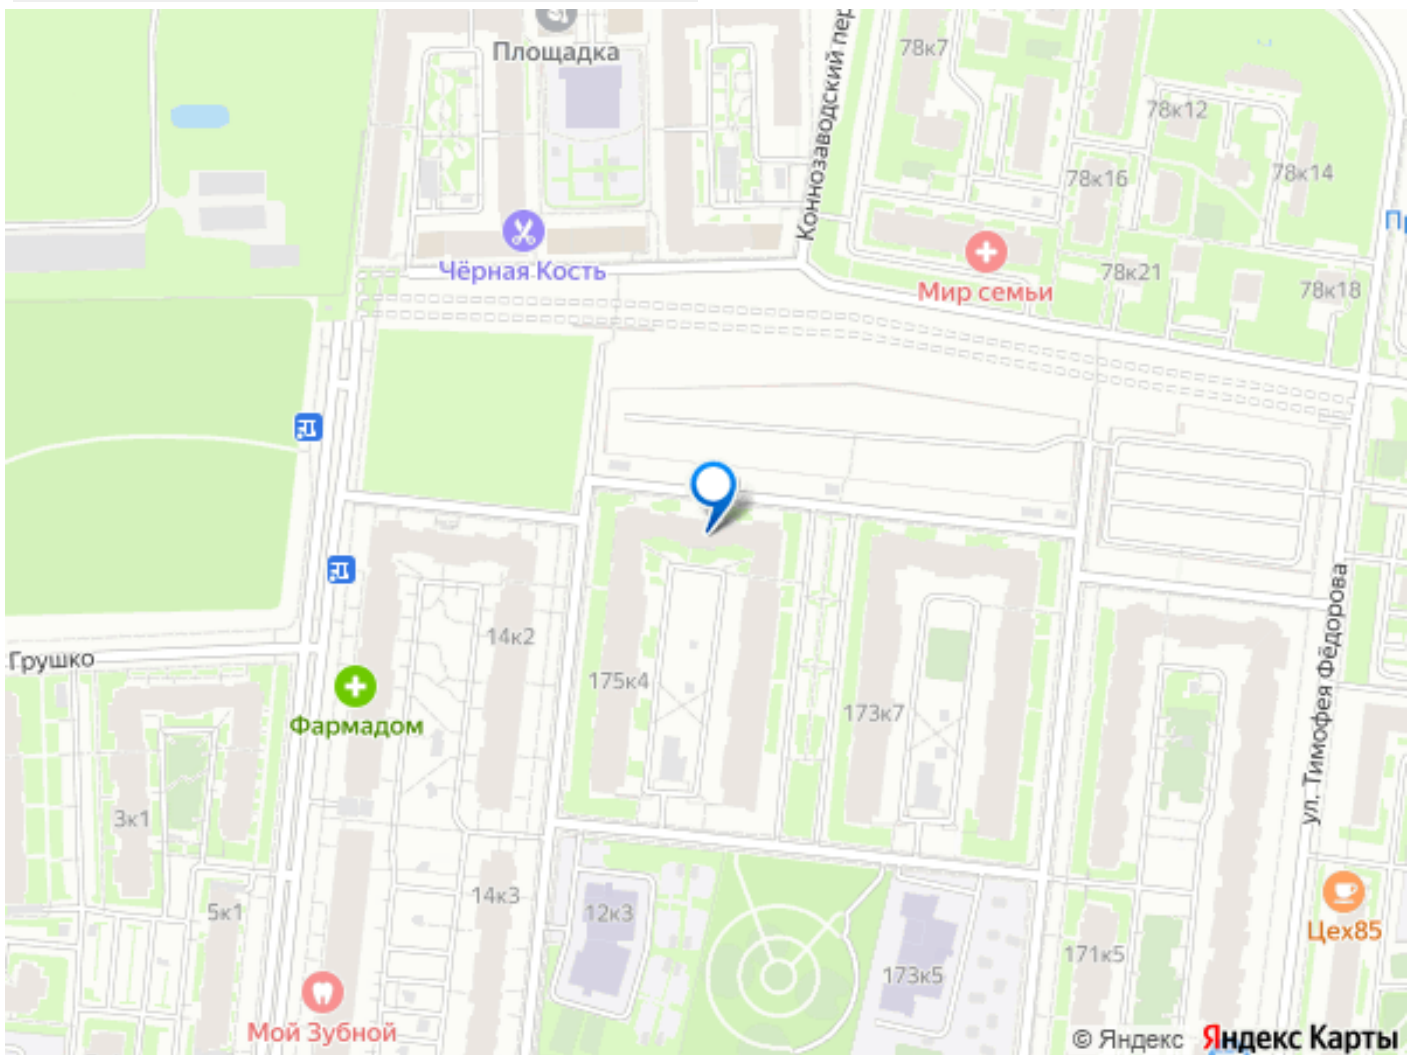 Площадка
Коннозаводский пер
78к7
78к12
78к16
78к14
Чёрная Кость
Мир семьи
78к21
78к18
Грушко
14к2
175к4
173к7
Фармадом
ул. Тимофея Фёдорова
3к1
5к1
14к3
12к3
173к5
171к5
Цех85
Мой Зубной
© Яндекс Яндекс Карты